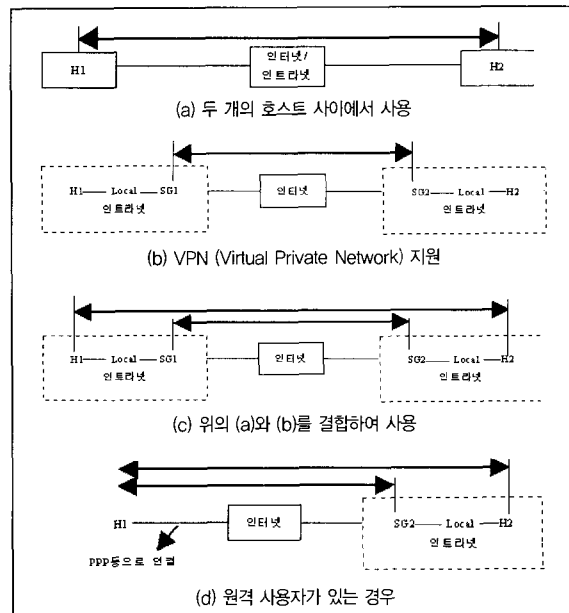 H1
인터넷/
인트라넷
H2
(a) 두 개의 호스트 사이에서 사용
H1 Local SG1
인트라넷
인터넷
SG2 Local H2
인트라넷
(b) VPN (Virtual Private Network) 지원
H1 Local SG1
인트라넷
인터넷
SG2 Local H2
인트라넷
(c) 위의 (a)와 (b)를 결합하여 사용
H1
인터넷
SG2 Local H2
인트라넷
PPP등으로 연결
(d) 원격 사용자가 있는 경우